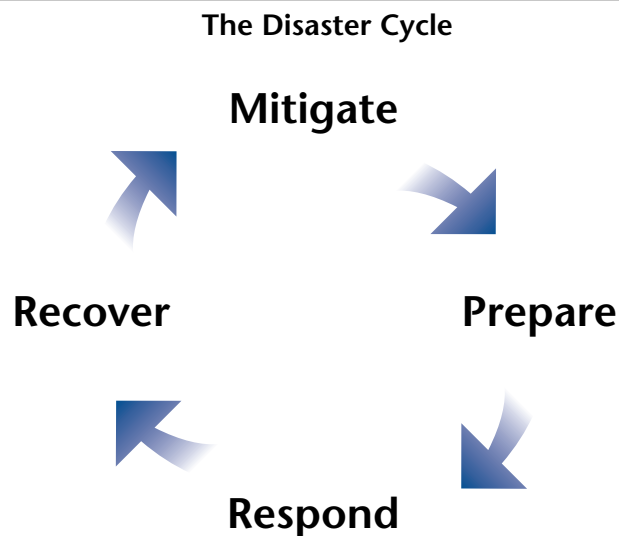 The Disaster Cycle
Mitigate
Recover
Prepare
Respond